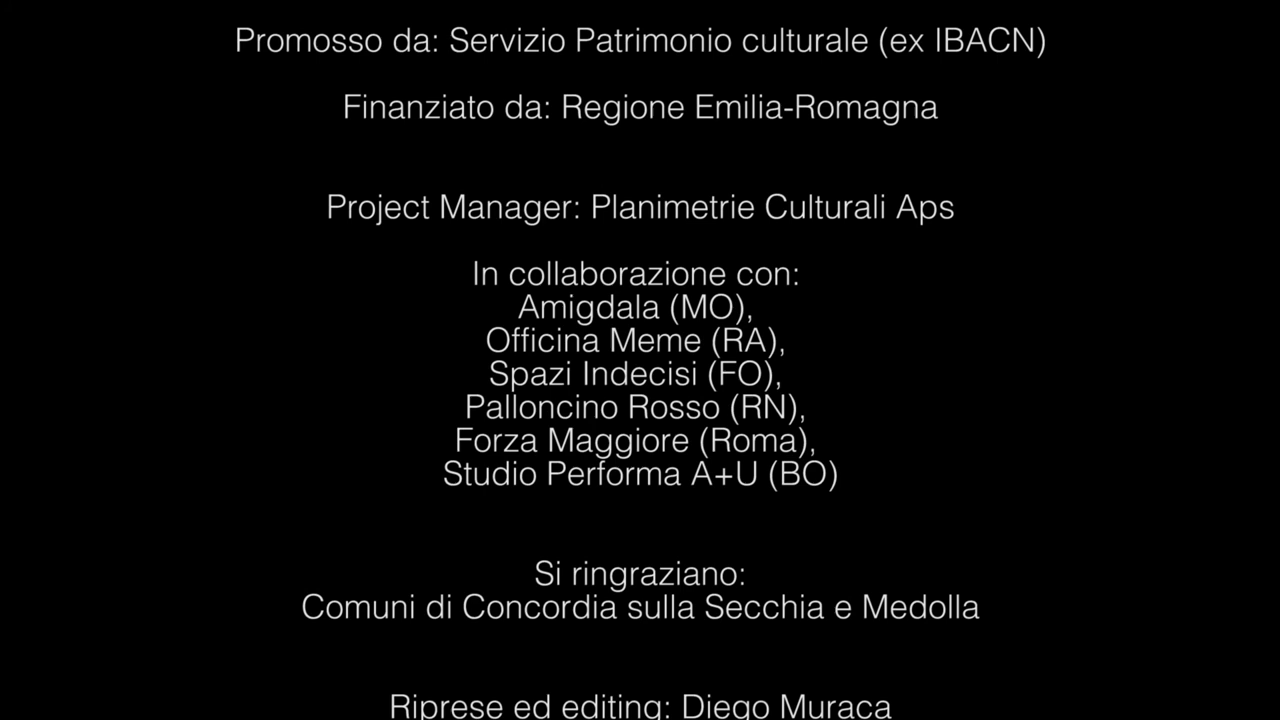 Promosso da: Servizio Patrimonio culturale (ex IBACN)
Finanziato da: Regione Emilia-Romagna
Project Manager: Planimetrie Culturali Aps
In collaborazione con:
Amigdala (MO),
Officina Meme (RA),
Spazi Indecisi (FO),
Palloncino Rosso (RN),
Forza Maggiore (Roma),
Studio Performa A+U (BO)
Si ringraziano:
Comuni di Concordia sulla Secchia e Medolla
Riprese ed editing: Diego Muraca